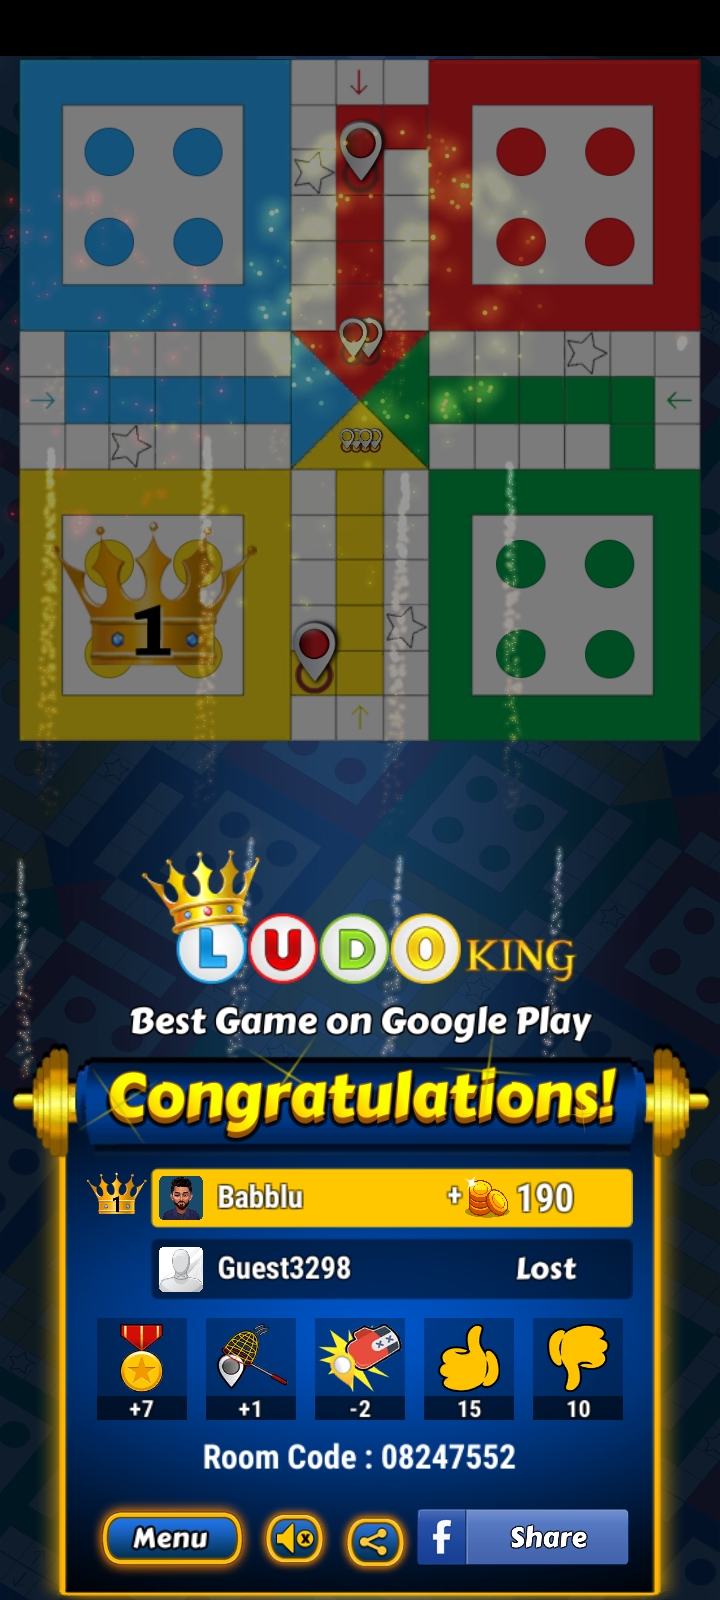 1
LUDO KING
Best Game on Google Play
Congratulations!
1 Babblu + 190
Guest3298 Lost
+7 +1 -2 15 10
Room Code : 08247552
Menu f Share